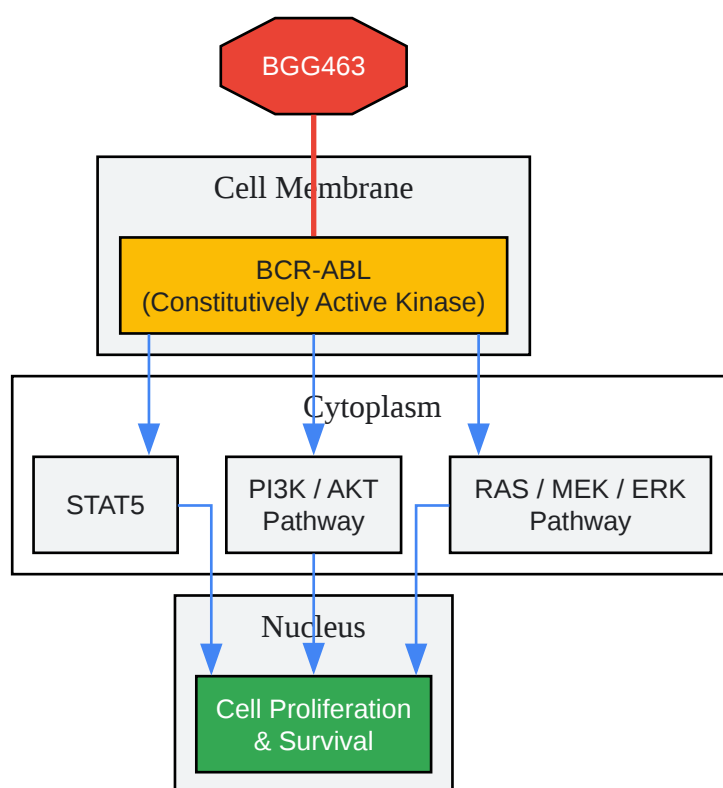 BGG463
Cell Membrane
BCR-ABL
(Constitutively Active Kinase)
Cytoplasm
STAT5
PI3K / AKT
Pathway
RAS / MEK / ERK
Pathway
Nucleus
Cell Proliferation
& Survival